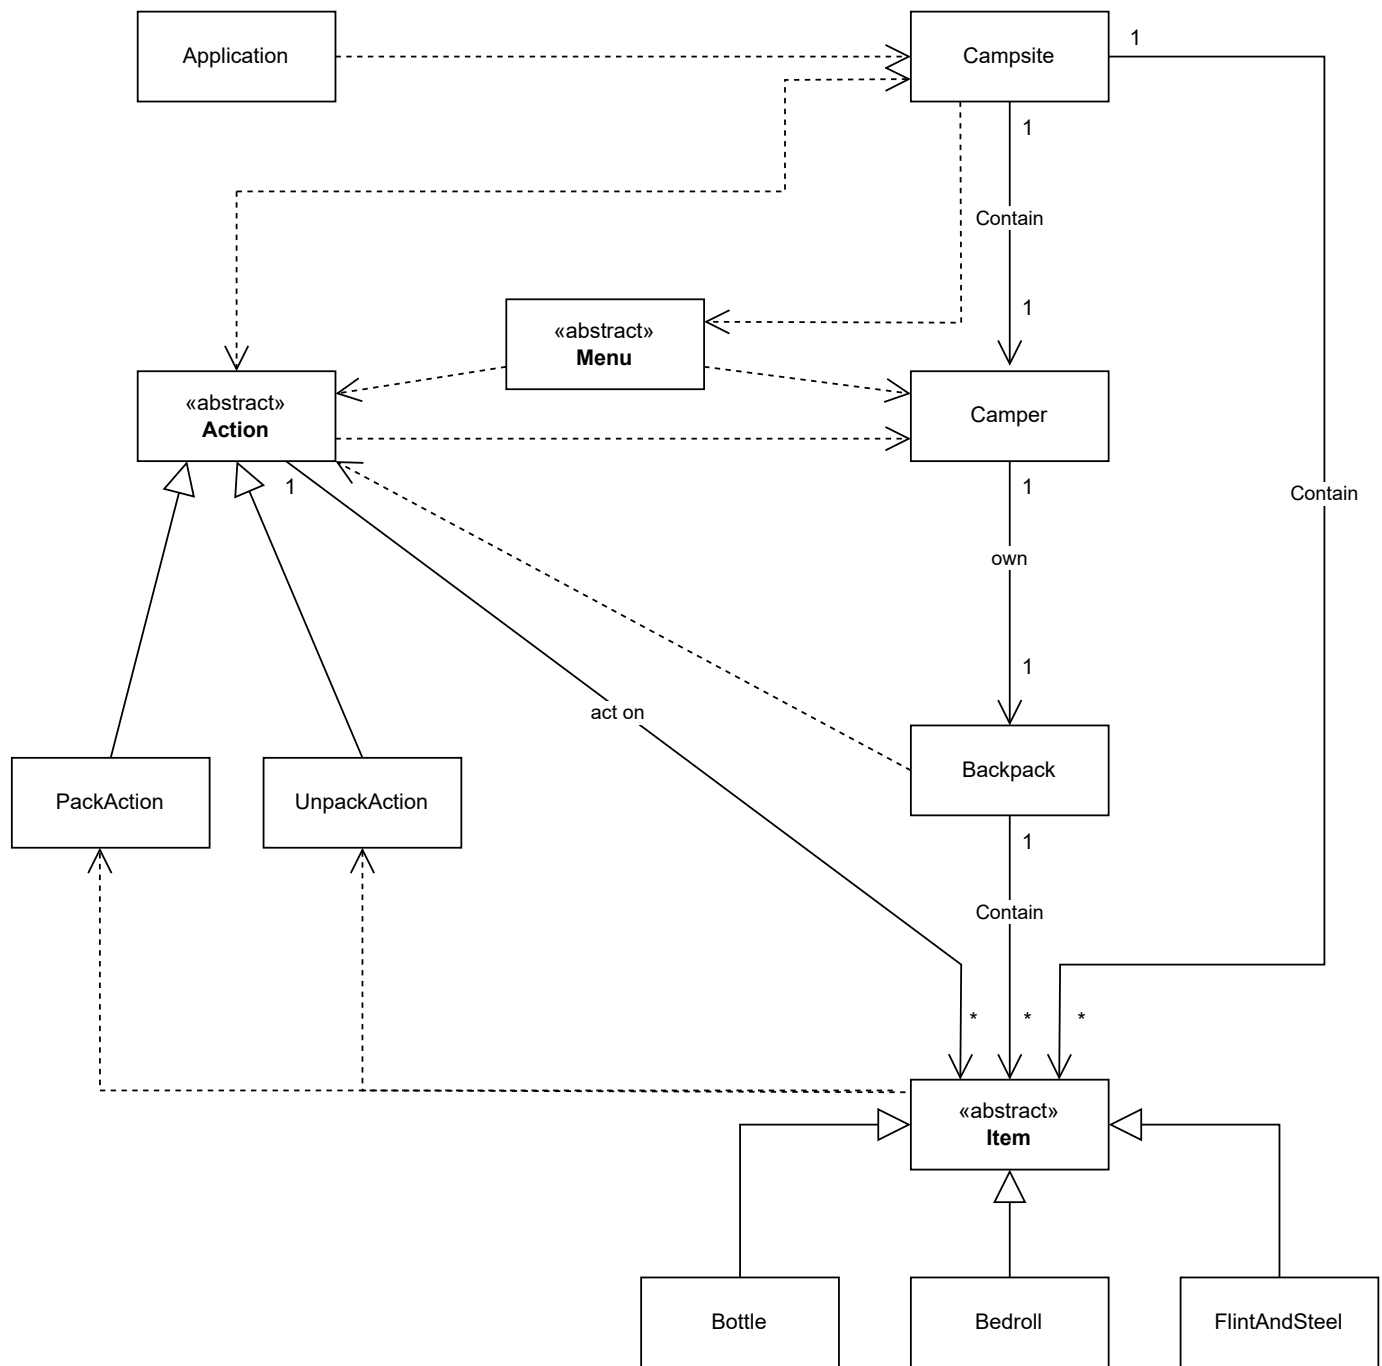 Application
Campsite
1
1
Contain
1
«abstract»
Menu
«abstract»
Action
Camper
1
1
Contain
own
1
act on
Backpack
PackAction
UnpackAction
1
Contain
*
*
*
«abstract»
Item
Bottle
Bedroll
FlintAndSteel